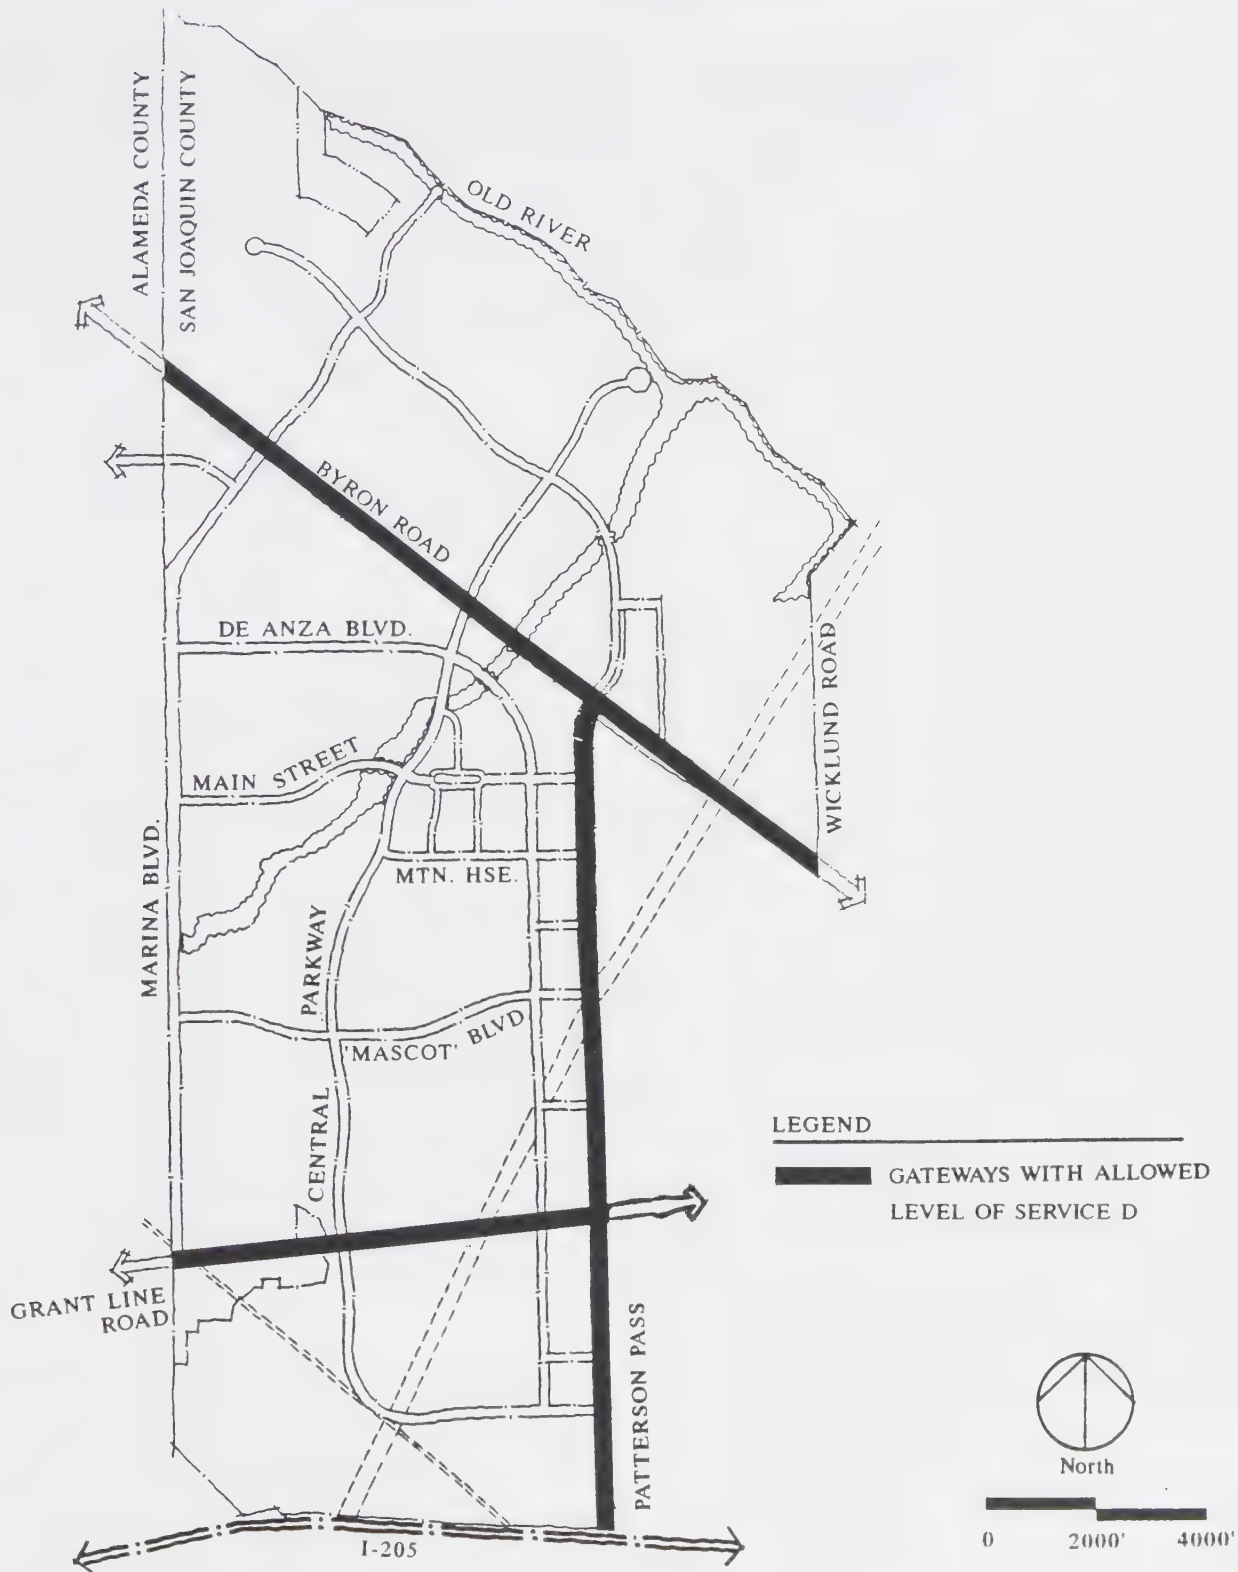 ALAMEDA COUNTY
SAN JOAQUIN COUNTY
OLD RIVER
BYRON ROAD
DE ANZA BLVD.
MAIN STREET
WICKLUND ROAD
MARINA BLVD.
MTN. HSE.
PARKWAY
'MASCOT' BLVD
CENTRAL
LEGEND
GATEWAYS WITH ALLOWED
LEVEL OF SERVICE D
GRANT LINE
ROAD
PATTERSON PASS
North
I-205
0 2000' 4000'